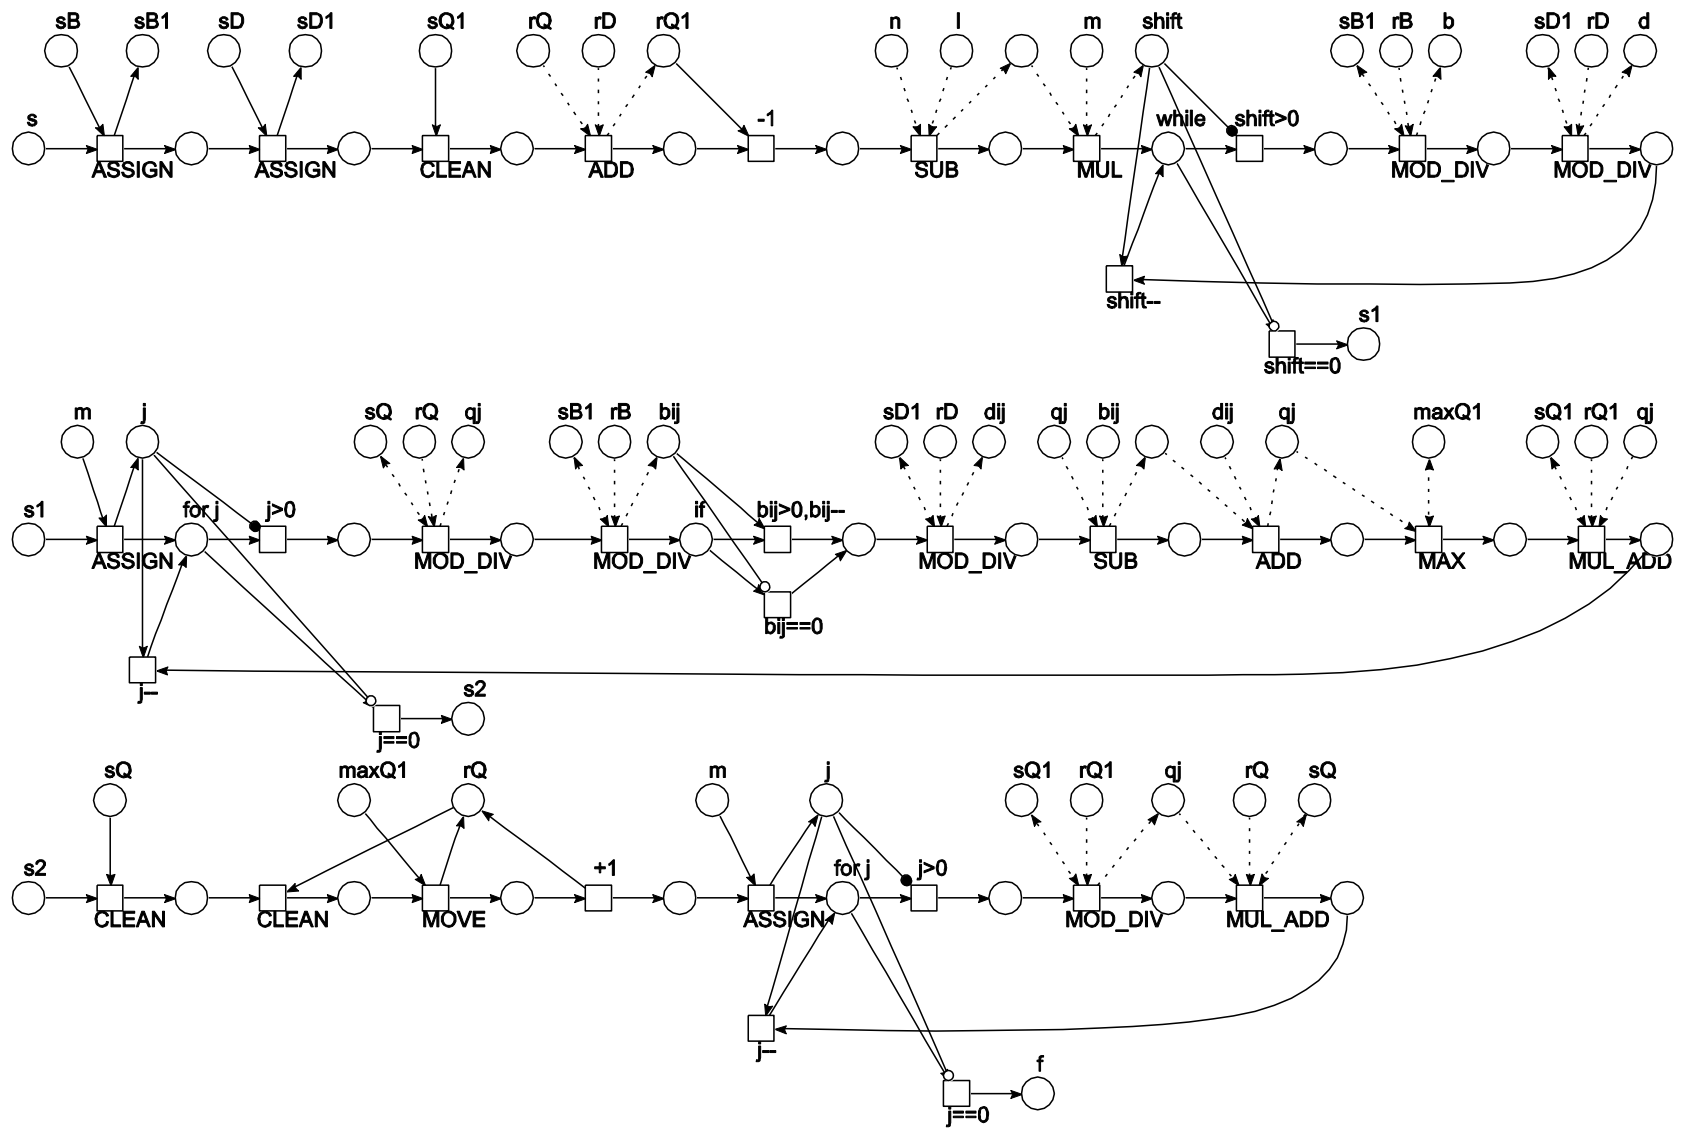 sB sB1 sD sD1 sQ1 rQ rD rQ1 n l m shift sB1 rB b sD1 rD d
s -1 while shift>0
ASSIGN ASSIGN CLEAN ADD SUB MUL MOD_DIV MOD_DIV
shift--
s1
shift==0
m j sQ rQ qj sB1 rB bij sD1 rD dij qj bij dij qj maxQ1 sQ1 rQ1 qj
s1 for j j>0 if bij>0,bij--
ASSIGN MOD_DIV MOD_DIV MOD_DIV SUB ADD MAX MUL_ADD
bij==0
j--
s2
j==0
sQ maxQ1 rQ m j sQ1 rQ1 qj rQ sQ
s2 +1 for j j>0
CLEAN CLEAN MOVE ASSIGN MOD_DIV MUL_ADD
j--
f
j==0